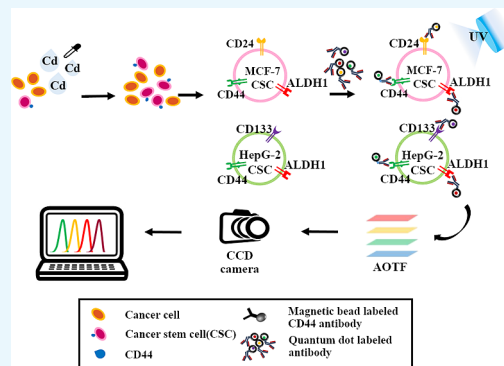 Cd
Cd
Cd
CD24
MCF-7
CSC
ALDH1
CD44
CD24
UV
MCF-7
CSC
ALDH1
CD44
CD133
HepG-2
CSC
ALDH1
CD44
CD133
HepG-2
CSC
ALDH1
CD44
CCD
camera
AOTF
Cancer cell
Cancer stem cell(CSC)
CD44
Magnetic bead labeled
CD44 antibody
Quantum dot labeled
antibody